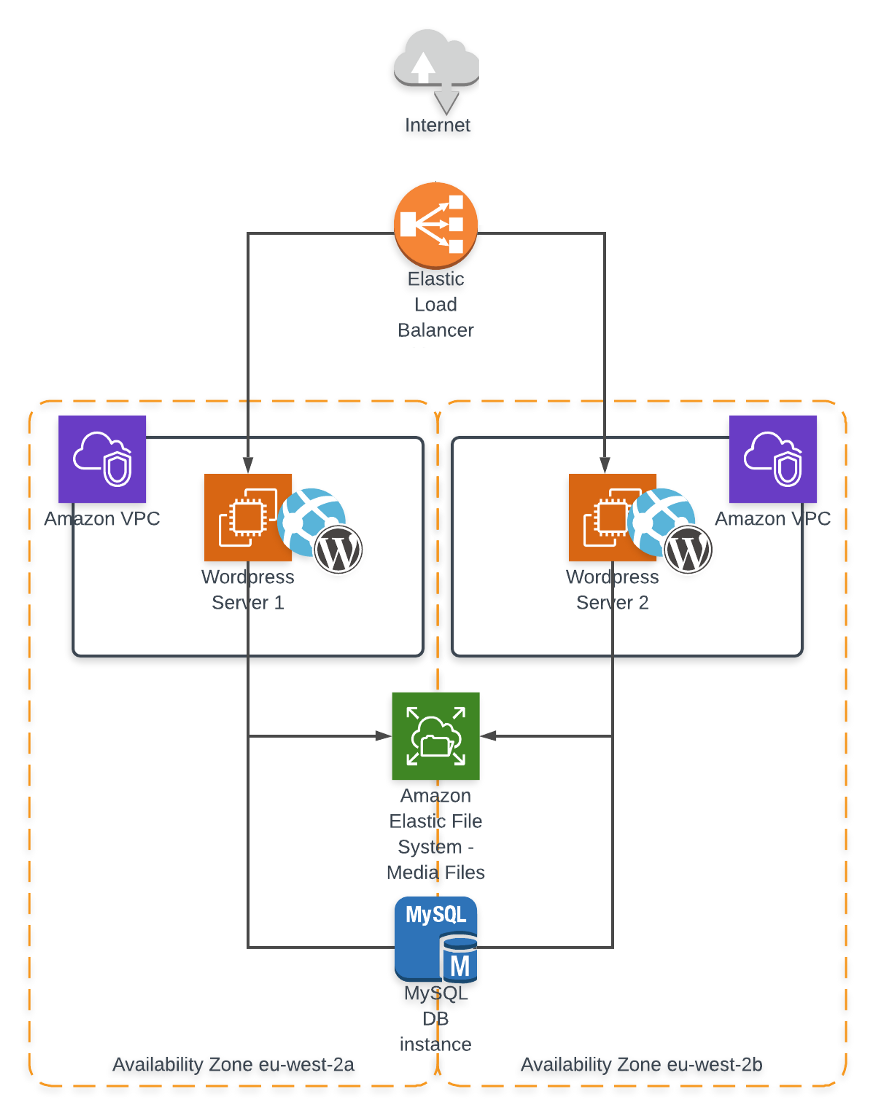 Internet
Elastic
Load
Balancer
Amazon VPC
Amazon VPC
Wordpress
Server 1
Wordpress
Server 2
Amazon
Elastic File
System -
Media Files
MySQL
M
MySQL
DB
instance
Availability Zone eu-west-2a
Availability Zone eu-west-2b